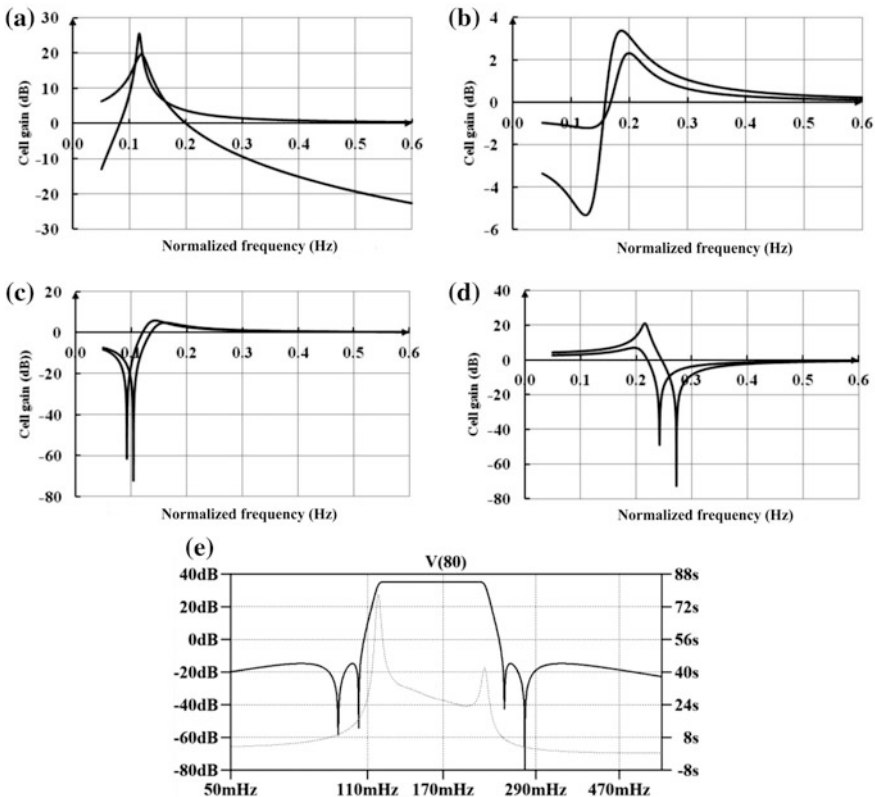 (a)
30
20
10
0
-10
-20
-30
0.0 0.1 0.2 0.3 0.4 0.5 0.6
Cell gain (dB)
Normalized frequency (Hz)
(b)
4
2
0
-2
-4
-6
0.0 0.1 0.2 0.3 0.4 0.5 0.6
Cell gain (dB)
Normalized frequency (Hz)
(c)
20
0
-20
-40
-60
-80
0.0 0.1 0.2 0.3 0.4 0.5 0.6
Cell gain (dB))
Normalized frequency (Hz)
(d)
40
20
0
-20
-40
-60
-80
0.0 0.1 0.2 0.3 0.4 0.5 0.6
Cell gain (dB)
Normalized frequency (Hz)
(e)
V(80)
40dB 88s
20dB 72s
0dB 56s
-20dB 40s
-40dB 24s
-60dB 8s
-80dB -8s
50mHz 110mHz 170mHz 290mHz 470mHz